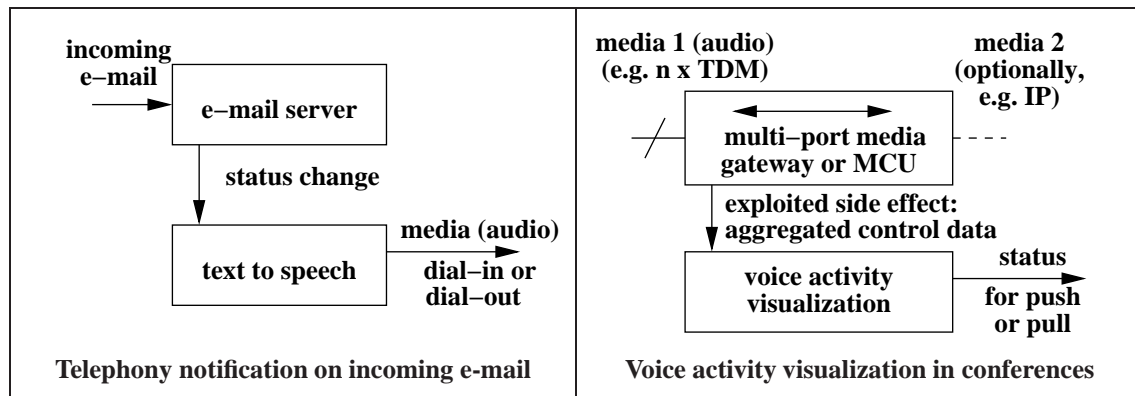 incoming
e−mail
e−mail server
status change
text to speech
media (audio)
dial−in or
dial−out
Telephony notification on incoming e-mail
media 1 (audio)
(e.g. n x TDM)
media 2
(optionally,
e.g. IP)
multi−port media
gateway or MCU
exploited side effect:
aggregated control data
voice activity
visualization
status
for push
or pull
Voice activity visualization in conferences